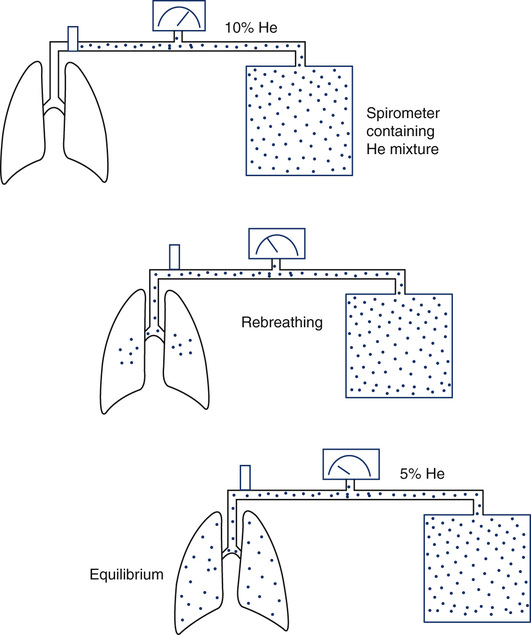 10% He
Spirometer
containing
He mixture
Rebreathing
5% He
Equilibrium